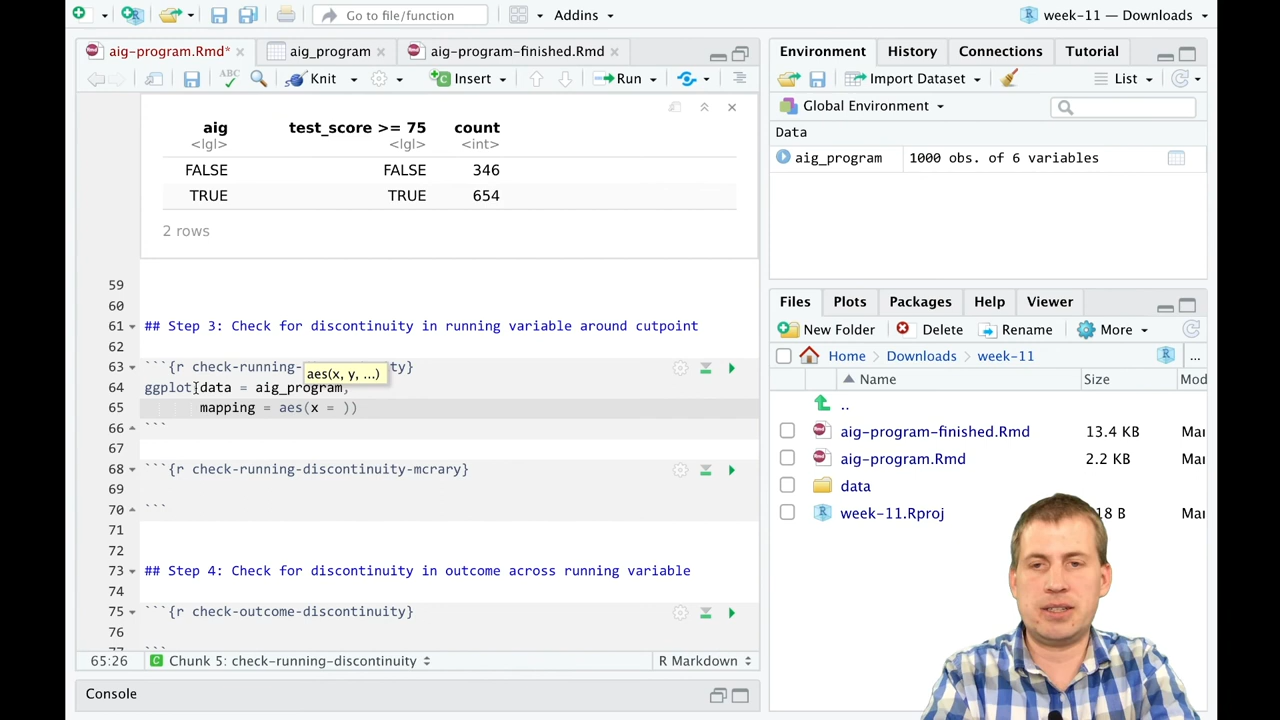 Go to file/function
Addins
week-11 — Downloads
aig-program.Rmd*
aig_program
aig-program-finished.Rmd
ABC
Knit
Insert
Run
aig test_score >= 75 count
<lgl> <lgl> <int>
FALSE FALSE 346
TRUE TRUE 654
2 rows
59
60
61 ## Step 3: Check for discontinuity in running variable around cutpoint
62
63 ```{r check-running- ty}
aes(x, y, ...)
64 ggplot(data = aig_program,
65 mapping = aes(x = ))
66 ```
67
68 ```{r check-running-discontinuity-mcrary}
69
70 ```
71
72
73 ## Step 4: Check for discontinuity in outcome across running variable
74
75 ```{r check-outcome-discontinuity}
76
65:26 Chunk 5: check-running-discontinuity R Markdown
Console
Environment History Connections Tutorial
Import Dataset List
Global Environment
Data
aig_program 1000 obs. of 6 variables
Files Plots Packages Help Viewer
New Folder Delete Rename More
Home Downloads week-11 ...
Name Size Mod
..
aig-program-finished.Rmd 13.4 KB Mar
aig-program.Rmd 2.2 KB Mar
data
week-11.Rproj 18 B Mar